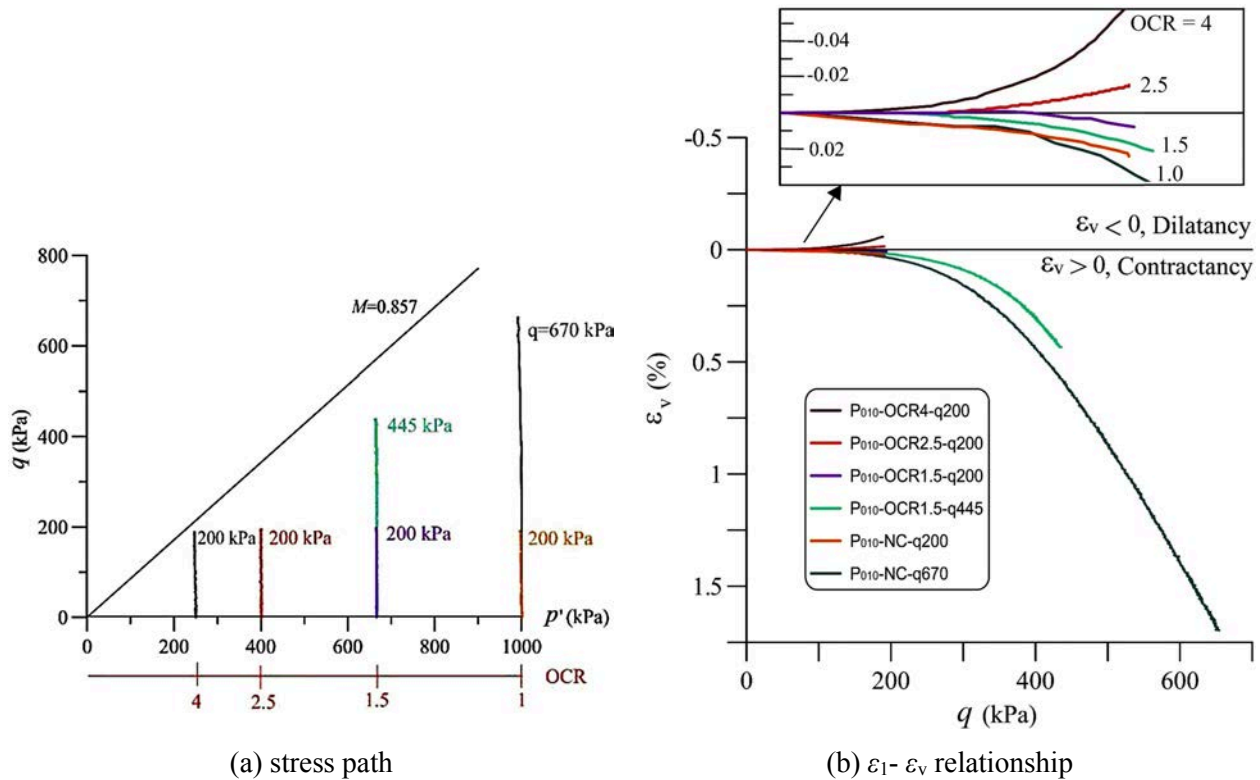 800
600
400
200
0
q (kPa)
M=0.857
q=670 kPa
445 kPa
200 kPa
200 kPa
200 kPa
200 kPa
p' (kPa)
0
200
400
600
800
1000
OCR
4
2.5
1.5
1
(a) stress path
-0.04
-0.02
0.02
OCR = 4
2.5
1.5
1.0
-0.5
0
0.5
1
1.5
εv (%)
εv < 0, Dilatancy
εv > 0, Contractancy
P010-OCR4-q200
P010-OCR2.5-q200
P010-OCR1.5-q200
P010-OCR1.5-q445
P010-NC-q200
P010-NC-q670
0
200
400
600
q (kPa)
(b) ε1- εv relationship